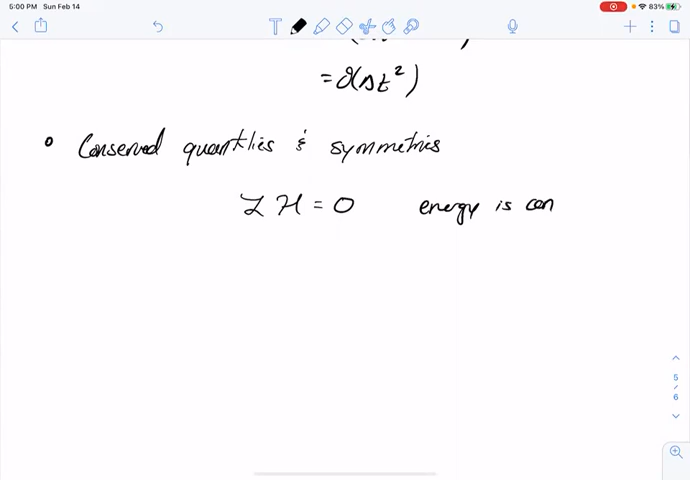 5:00 PM Sun Feb 14
83%
= O(Δt²)
Conserved quantities & symmetries
ℒ H = 0 energy is con
5
/
6